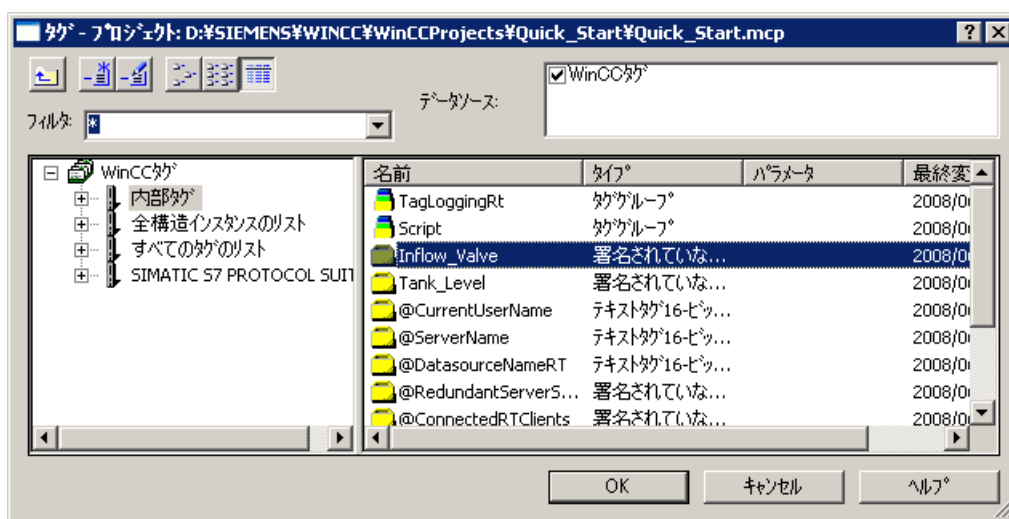 タグ - プロジェクト: D:¥SIEMENS¥WINCC¥WinCCProjects¥Quick_Start¥Quick_Start.mcp
データソース:
WinCCタグ
フィルタ: *
WinCCタグ
内部タグ
全構造インスタンスのリスト
すべてのタグのリスト
SIMATIC S7 PROTOCOL SUIT
名前 タイプ パラメータ 最終変
TagLoggingRt タググループ 2008/0
Script タググループ 2008/0
Inflow_Valve 署名されていな... 2008/0
Tank_Level 署名されていな... 2008/0
@CurrentUserName テキストタグ16-ビッ... 2008/0
@ServerName テキストタグ16-ビッ... 2008/0
@DatasourceNameRT テキストタグ16-ビッ... 2008/0
@RedundantServerS... 署名されていな... 2008/0
@ConnectedRTClients 署名されていな... 2008/0
OK キャンセル ヘルプ